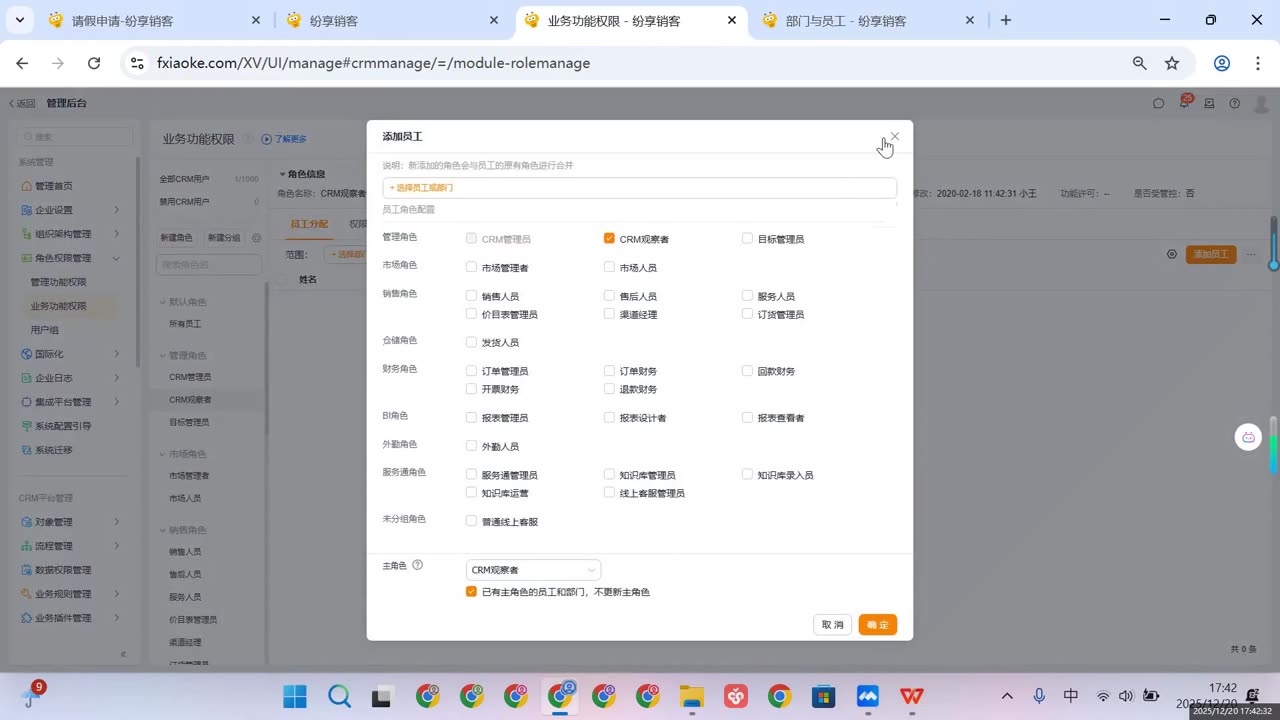 请假申请-纷享销客
纷享销客
业务功能权限 - 纷享销客
部门与员工 - 纷享销客
fxiaoke.com/XV/UI/manage#crmmanage/=/module-rolemanage
返回 管理后台
25
搜索
系统管理
管理首页
企业设置
组织架构管理
角色权限管理
管理功能权限
业务功能权限
用户组
国际化
企业日志
集成平台管理
系统配置引导
系统迁移
CRM平台管理
对象管理
流程管理
数据权限管理
业务规则管理
业务插件管理
业务功能权限
了解更多
全部CRM用户 1/1000
禁用CRM用户 0
新建角色 新建分组
搜索角色名
默认角色
所有员工
管理角色
CRM管理员
CRM观察者
目标管理员
市场角色
市场管理者
市场人员
销售角色
销售人员
售后人员
服务人员
价目表管理员
渠道经理
订货管理员
角色信息
角色名称：CRM观察者
2020-02-18 11:42:31 小王 功能许可：-- 是否受管控：否
员工分配 权限
范围： + 选择部
添加员工
姓名
共 0 条
添加员工
说明：新添加的角色会与员工的原有角色进行合并
+ 选择员工或部门
员工角色配置
管理角色 CRM管理员 CRM观察者 目标管理员
市场角色 市场管理者 市场人员
销售角色 销售人员 售后人员 服务人员
价目表管理员 渠道经理 订货管理员
仓储角色 发货人员
财务角色 订单管理员 订单财务 回款财务
开票财务 退款财务
BI角色 报表管理员 报表设计者 报表查看者
外勤角色 外勤人员
服务通角色 服务通管理员 知识库管理员 知识库录入员
知识库运营 线上客服管理员
未分组角色 普通线上客服
主角色 CRM观察者
已有主角色的员工和部门，不更新主角色
取 消 确 定
9
中
17:42
2025/12/20
2025/12/20 17:42:32